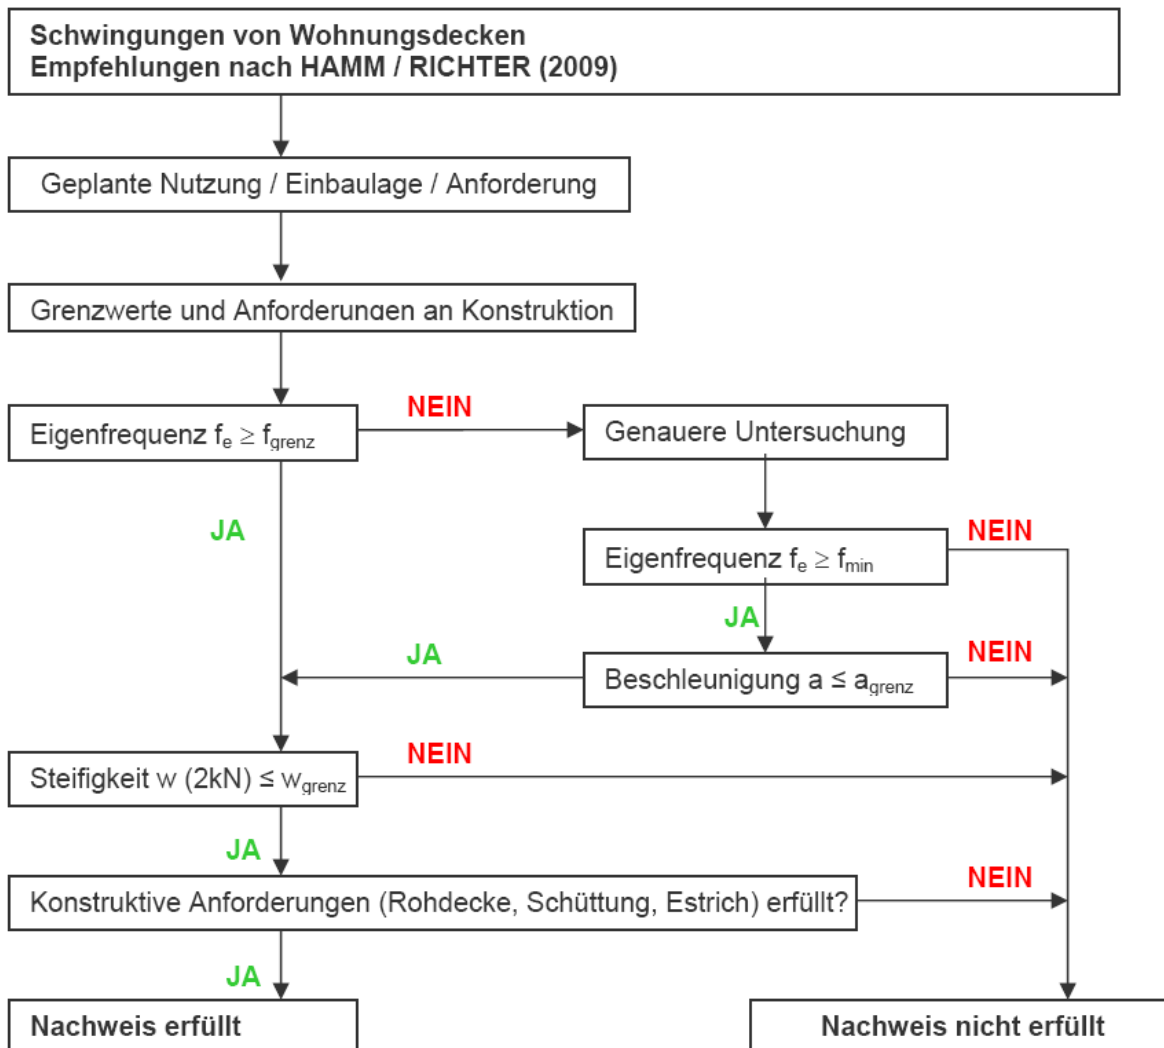 Schwingungen von Wohnungsdecken
Empfehlungen nach HAMM / RICHTER (2009)
Geplante Nutzung / Einbaulage / Anforderung
Grenzwerte und Anforderungen an Konstruktion
Eigenfrequenz fe ≥ fgrenz
NEIN
Genauere Untersuchung
JA
Eigenfrequenz fe ≥ fmin
NEIN
JA
JA
Beschleunigung a ≤ agrenz
NEIN
Steifigkeit w (2kN) ≤ wgrenz
NEIN
JA
Konstruktive Anforderungen (Rohdecke, Schüttung, Estrich) erfüllt?
NEIN
JA
Nachweis erfüllt
Nachweis nicht erfüllt